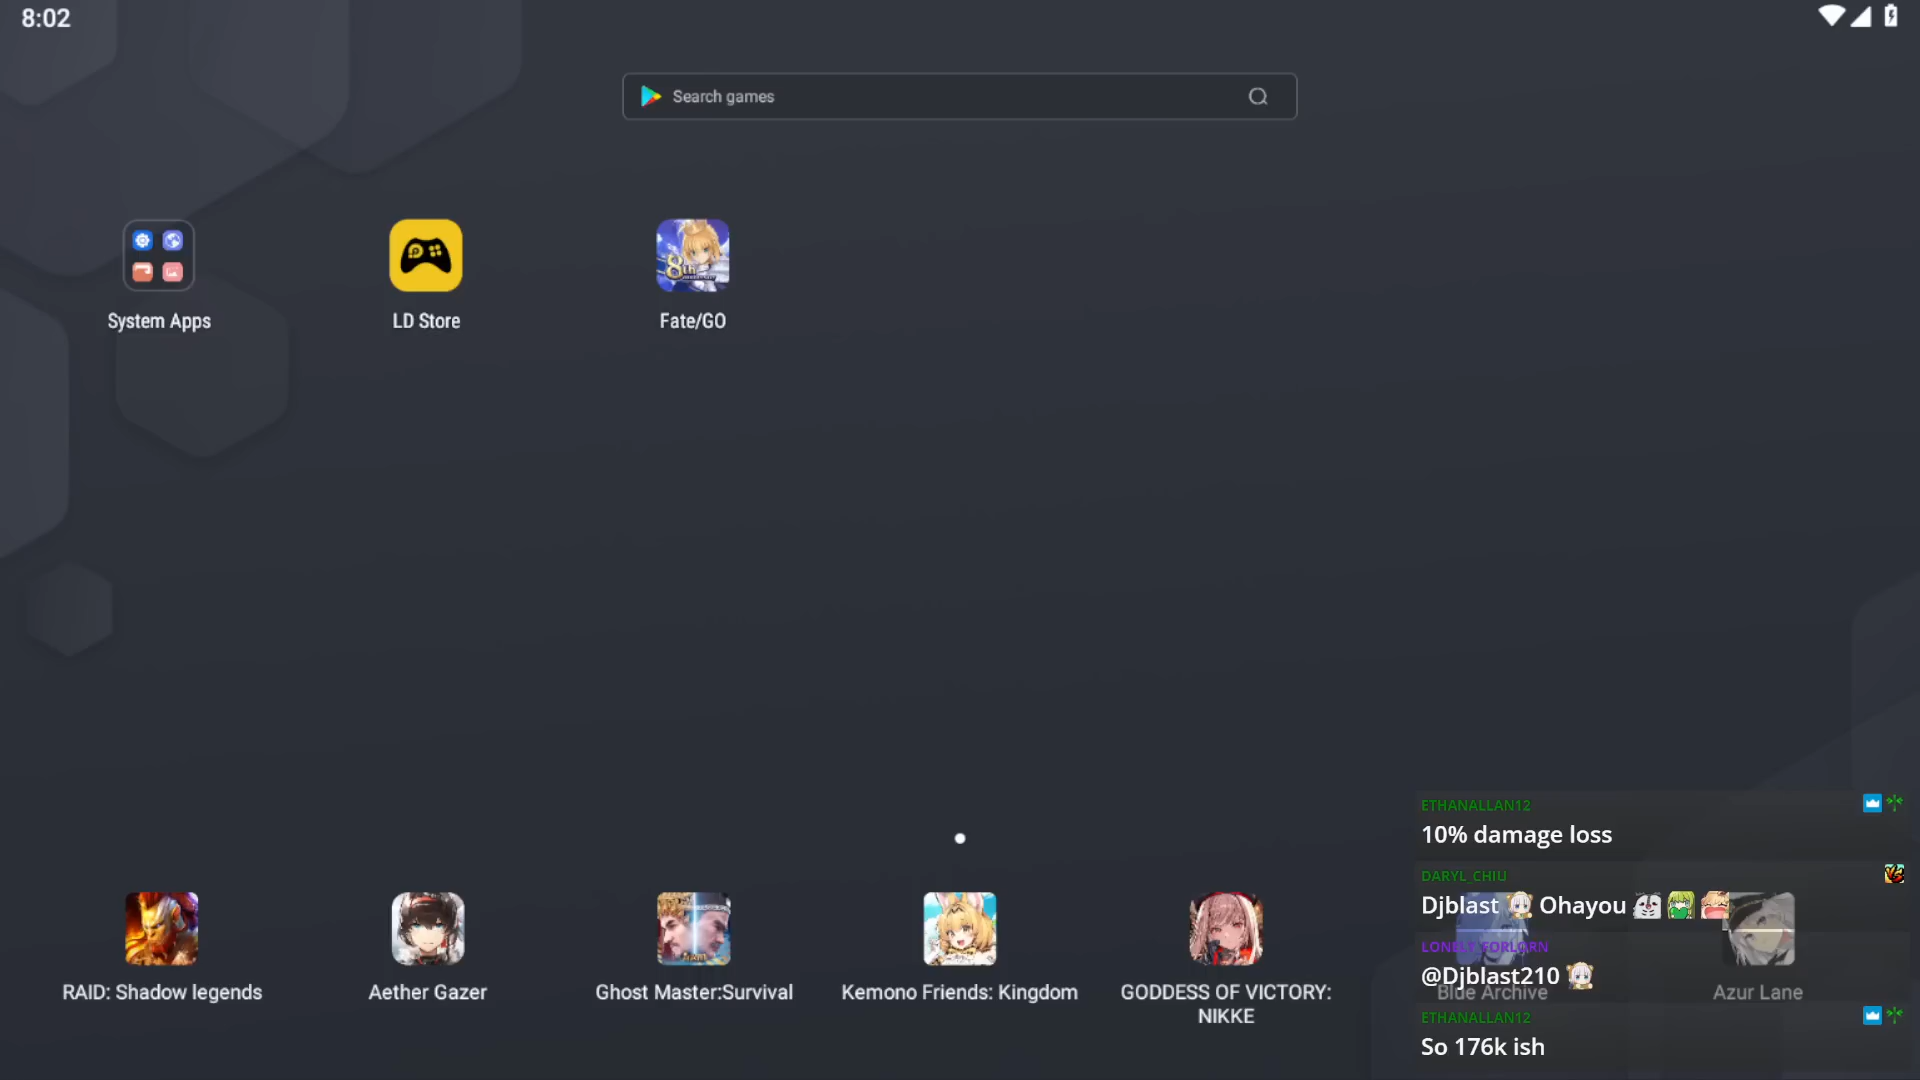 8:02
Search games
System Apps
LD Store
Fate/GO
8th
ETHANALLAN12
10% damage loss
DARYL_CHIU
Djblast Ohayou
LONELY_FORLORN
@Djblast210
ETHANALLAN12
So 176k ish
RAID: Shadow legends
Aether Gazer
Ghost Master:Survival
Kemono Friends: Kingdom
GODDESS OF VICTORY:
NIKKE
Blue Archive
Azur Lane